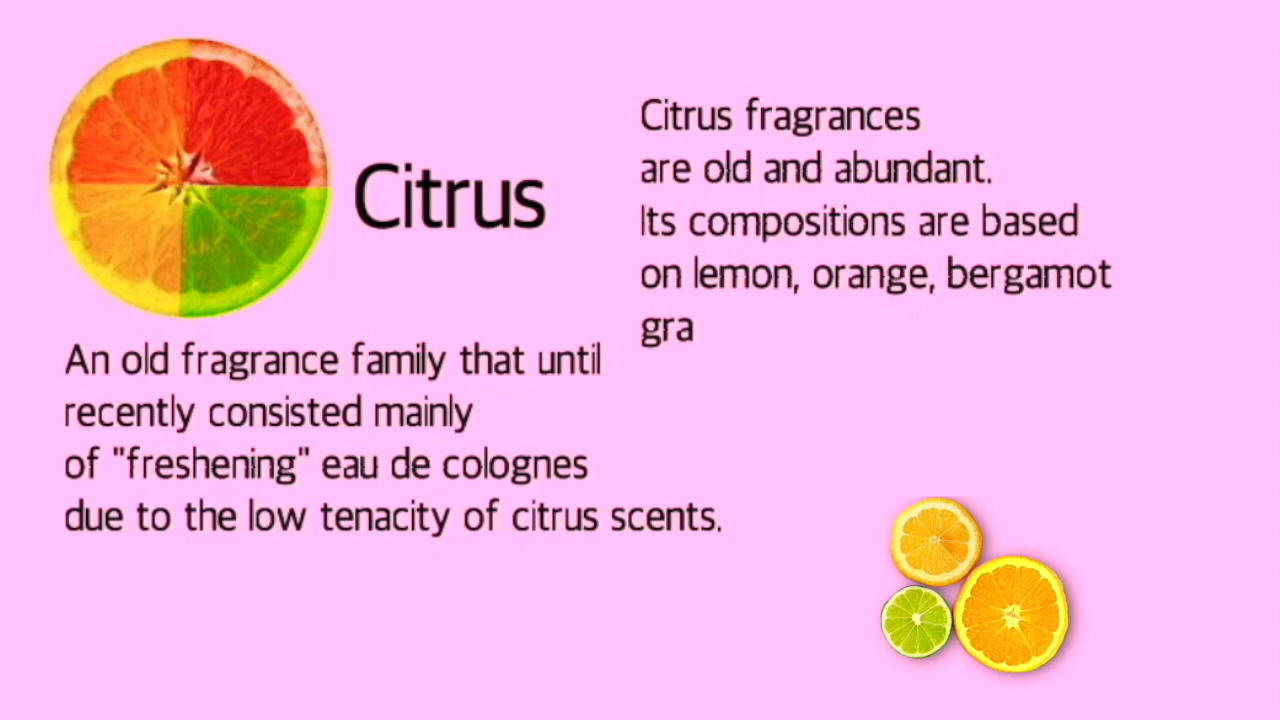 Citrus
An old fragrance family that until
recently consisted mainly
of "freshening" eau de colognes
due to the low tenacity of citrus scents.
Citrus fragrances
are old and abundant.
Its compositions are based
on lemon, orange, bergamot
gra